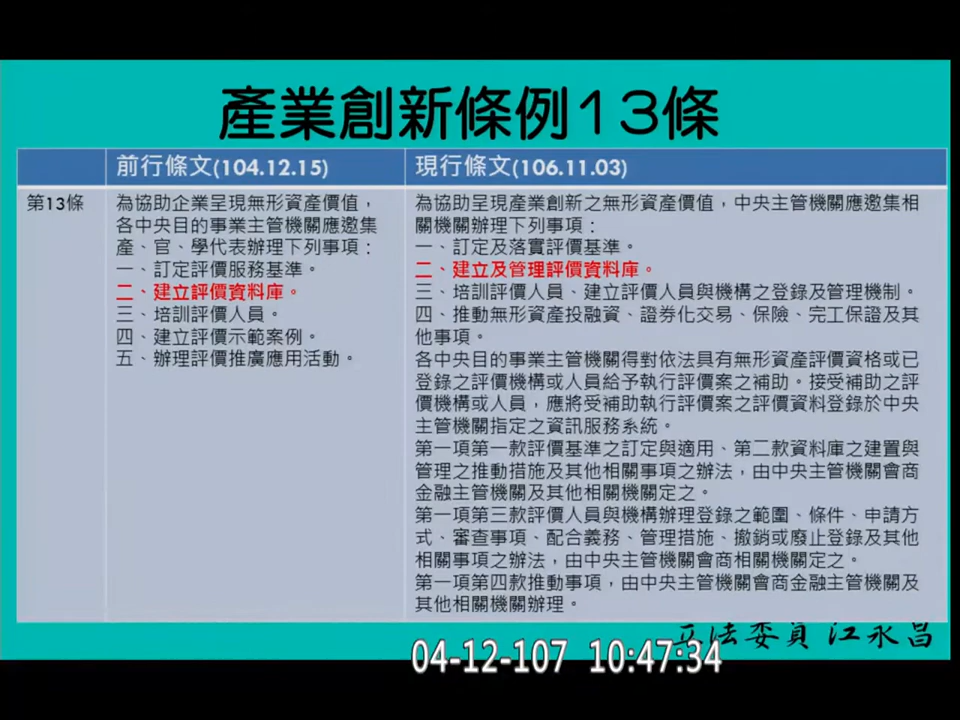 產業創新條例13條
前行條文(104.12.15)
現行條文(106.11.03)
第13條
為協助企業呈現無形資產價值，
各中央目的事業主管機關應邀集
產、官、學代表辦理下列事項：
一、訂定評價服務基準。
二、建立評價資料庫。
三、培訓評價人員。
四、建立評價示範案例。
五、辦理評價推廣應用活動。
為協助呈現產業創新之無形資產價值，中央主管機關應邀集相
關機關辦理下列事項：
一、訂定及落實評價基準。
二、建立及管理評價資料庫。
三、培訓評價人員、建立評價人員與機構之登錄及管理機制。
四、推動無形資產投融資、證券化交易、保險、完工保證及其
他事項。
各中央目的事業主管機關得對依法具有無形資產評價資格或已
登錄之評價機構或人員給予執行評價案之補助。接受補助之評
價機構或人員，應將受補助執行評價案之評價資料登錄於中央
主管機關指定之資訊服務系統。
第一項第一款評價基準之訂定與適用、第二款資料庫之建置與
管理之推動措施及其他相關事項之辦法，由中央主管機關會商
金融主管機關及其他相關機關定之。
第一項第三款評價人員與機構辦理登錄之範圍、條件、申請方
式、審查事項、配合義務、管理措施、撤銷或廢止登錄及其他
相關事項之辦法，由中央主管機關會商相關機關定之。
第一項第四款推動事項，由中央主管機關會商金融主管機關及
其他相關機關辦理。
立法委員 江永昌
04-12-107 10:47:34